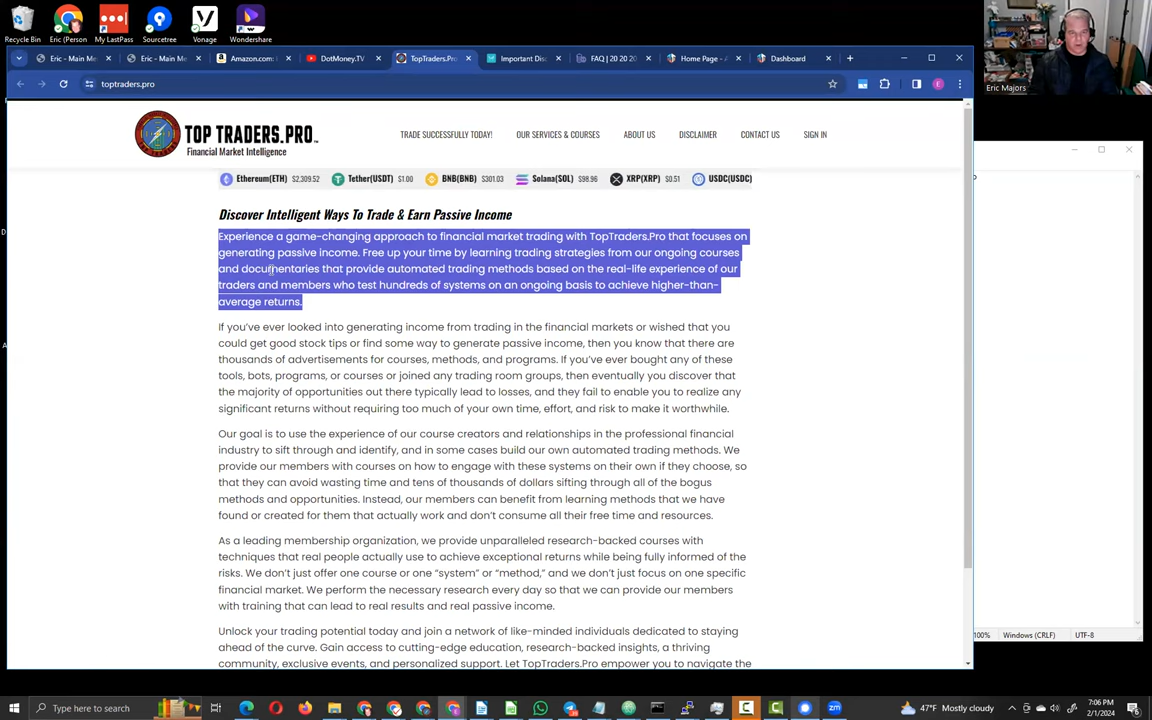 Recycle Bin
Eric (Person
My LastPass
Sourcetree
Vonage
Wondershare
Eric Majors
Eric - Main Me
Eric - Main Me
Amazon.com:
DotMoney.TV
TopTraders.Pr
Important Disc
FAQ | 20 20 20
Home Page - A
Dashboard
toptraders.pro
TOP TRADERS.PRO
Financial Market Intelligence
TRADE SUCCESSFULLY TODAY!
OUR SERVICES & COURSES
ABOUT US
DISCLAIMER
CONTACT US
SIGN IN
Ethereum(ETH) $2,309.52
Tether(USDT) $1.00
BNB(BNB) $301.03
Solana(SOL) $98.96
XRP(XRP) $0.51
USDC(USDC)
Discover Intelligent Ways To Trade & Earn Passive Income
Experience a game-changing approach to financial market trading with TopTraders.Pro that focuses on
generating passive income. Free up your time by learning trading strategies from our ongoing courses
and documentaries that provide automated trading methods based on the real-life experience of our
traders and members who test hundreds of systems on an ongoing basis to achieve higher-than-
average returns.
If you've ever looked into generating income from trading in the financial markets or wished that you
could get good stock tips or find some way to generate passive income, then you know that there are
thousands of advertisements for courses, methods, and programs. If you've ever bought any of these
tools, bots, programs, or courses or joined any trading room groups, then eventually you discover that
the majority of opportunities out there typically lead to losses, and they fail to enable you to realize any
significant returns without requiring too much of your own time, effort, and risk to make it worthwhile.
Our goal is to use the experience of our course creators and relationships in the professional financial
industry to sift through and identify, and in some cases build our own automated trading methods. We
provide our members with courses on how to engage with these systems on their own if they choose, so
that they can avoid wasting time and tens of thousands of dollars sifting through all of the bogus
methods and opportunities. Instead, our members can benefit from learning methods that we have
found or created for them that actually work and don't consume all their free time and resources.
As a leading membership organization, we provide unparalleled research-backed courses with
techniques that real people actually use to achieve exceptional returns while being fully informed of the
risks. We don't just offer one course or one "system" or "method," and we don't just focus on one specific
financial market. We perform the necessary research every day so that we can provide our members
with training that can lead to real results and real passive income.
Unlock your trading potential today and join a network of like-minded individuals dedicated to staying
ahead of the curve. Gain access to cutting-edge education, research-backed insights, a thriving
community, exclusive events, and personalized support. Let TopTraders.Pro empower you to navigate the
100%
Windows (CRLF)
UTF-8
Type here to search
47°F Mostly cloudy
7:06 PM
2/1/2024